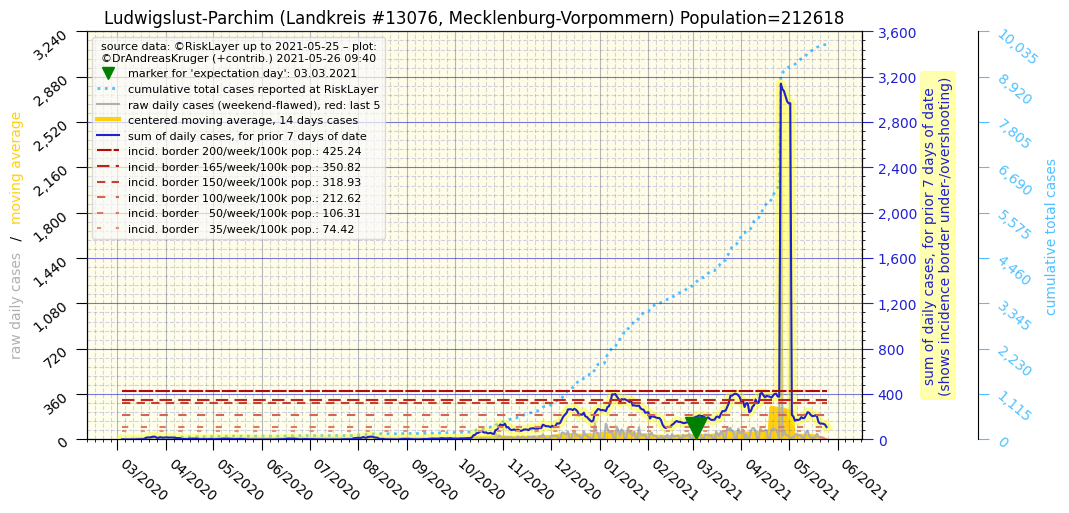 Ludwigslust-Parchim (Landkreis #13076, Mecklenburg-Vorpommern) Population=212618
source data: ©RiskLayer up to 2021-05-25 – plot:
©DrAndreasKruger (+contrib.) 2021-05-26 09:40
marker for 'expectation day': 03.03.2021
cumulative total cases reported at RiskLayer
raw daily cases (weekend-flawed), red: last 5
centered moving average, 14 days cases
sum of daily cases, for prior 7 days of date
incid. border 200/week/100k pop.: 425.24
incid. border 165/week/100k pop.: 350.82
incid. border 150/week/100k pop.: 318.93
incid. border 100/week/100k pop.: 212.62
incid. border 50/week/100k pop.: 106.31
incid. border 35/week/100k pop.: 74.42
raw daily cases / moving average
3,240
2,880
2,520
2,160
1,800
1,440
1,080
720
360
0
03/2020
04/2020
05/2020
06/2020
07/2020
08/2020
09/2020
10/2020
11/2020
12/2020
01/2021
02/2021
03/2021
04/2021
05/2021
06/2021
3,600
3,200
2,800
2,400
2,000
1,600
1,200
800
400
0
sum of daily cases, for prior 7 days of date
(shows incidence border under-/overshooting)
10,035
8,920
7,805
6,690
5,575
4,460
3,345
2,230
1,115
0
cumulative total cases